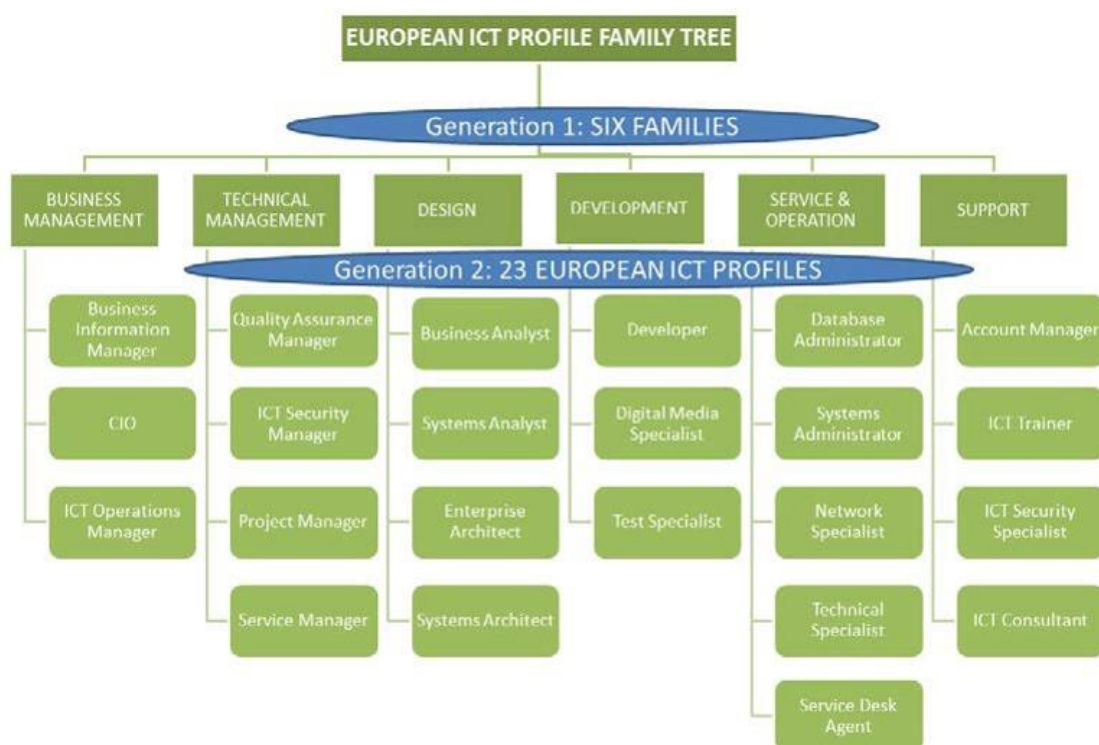 EUROPEAN ICT PROFILE FAMILY TREE
Generation 1: SIX FAMILIES
BUSINESS
MANAGEMENT
TECHNICAL
MANAGEMENT
DESIGN
DEVELOPMENT
SERVICE &
OPERATION
SUPPORT
Generation 2: 23 EUROPEAN ICT PROFILES
Business
Information
Manager
CIO
ICT Operations
Manager
Quality Assurance
Manager
ICT Security
Manager
Project Manager
Service Manager
Business Analyst
Systems Analyst
Enterprise
Architect
Systems Architect
Developer
Digital Media
Specialist
Test Specialist
Database
Administrator
Systems
Administrator
Network
Specialist
Technical
Specialist
Service Desk
Agent
Account Manager
ICT Trainer
ICT Security
Specialist
ICT Consultant